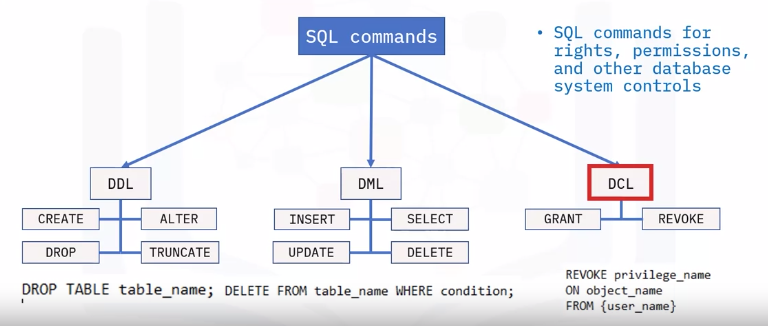 SQL commands
• SQL commands for
rights, permissions,
and other database
system controls
DDL
CREATE
ALTER
DROP
TRUNCATE
DROP TABLE table_name;
DML
INSERT
SELECT
UPDATE
DELETE
DELETE FROM table_name WHERE condition;
DCL
GRANT
REVOKE
REVOKE privilege_name
ON object_name
FROM {user_name}